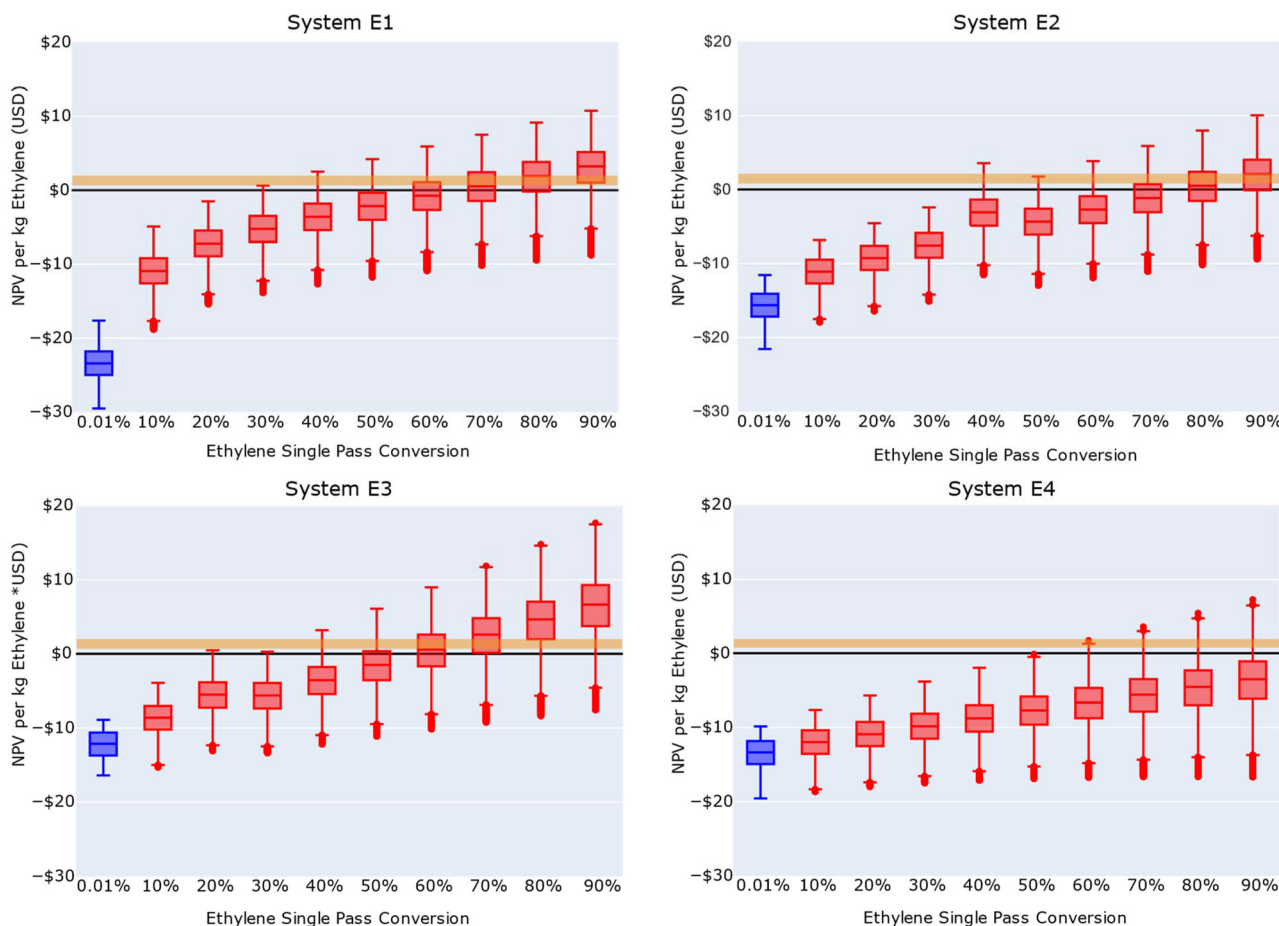 System E1
NPV per kg Ethylene (USD)
$20
$10
$0
−$10
−$20
−$30
0.01% 10% 20% 30% 40% 50% 60% 70% 80% 90%
Ethylene Single Pass Conversion
System E2
NPV per kg Ethylene (USD)
$20
$10
$0
−$10
−$20
−$30
0.01% 10% 20% 30% 40% 50% 60% 70% 80% 90%
Ethylene Single Pass Conversion
System E3
NPV per kg Ethylene *USD)
$20
$10
$0
−$10
−$20
−$30
0.01% 10% 20% 30% 40% 50% 60% 70% 80% 90%
Ethylene Single Pass Conversion
System E4
NPV per kg Ethylene (USD)
$20
$10
$0
−$10
−$20
−$30
0.01% 10% 20% 30% 40% 50% 60% 70% 80% 90%
Ethylene Single Pass Conversion